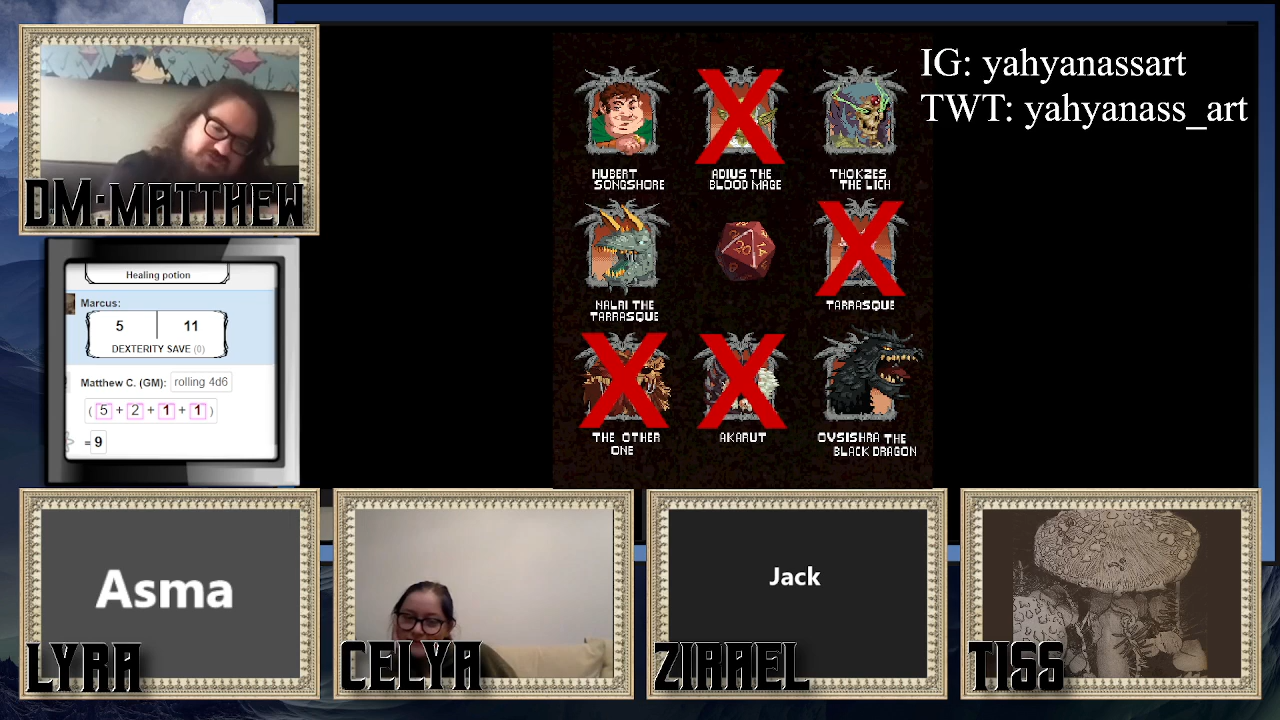 IG: yahyanassart
TWT: yahyanass_art
HUBERT
SONGSHORE
ADIUS THE
BLOOD MAGE
THOKZES
THE LICH
NALRI THE
TARRASQUE
20
TARRASQUE
THE OTHER
ONE
AKARUT
OVSISHRA THE
BLACK DRAGON
DM:MATTHEW
Healing potion
Marcus:
5 11
DEXTERITY SAVE (0)
Matthew C. (GM): rolling 4d6
(5+2+1+1)
=9
Asma
LYRA
CELYA
Jack
ZIRAEL
TISS